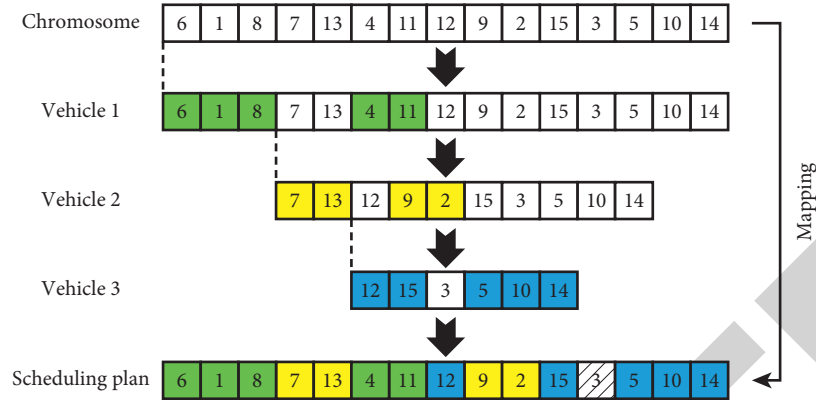 Chromosome 6 1 8 7 13 4 11 12 9 2 15 3 5 10 14
Vehicle 1 6 1 8 7 13 4 11 12 9 2 15 3 5 10 14
Vehicle 2 7 13 12 9 2 15 3 5 10 14
Mapping
Vehicle 3 12 15 3 5 10 14
Scheduling plan 6 1 8 7 13 4 11 12 9 2 15 3 5 10 14